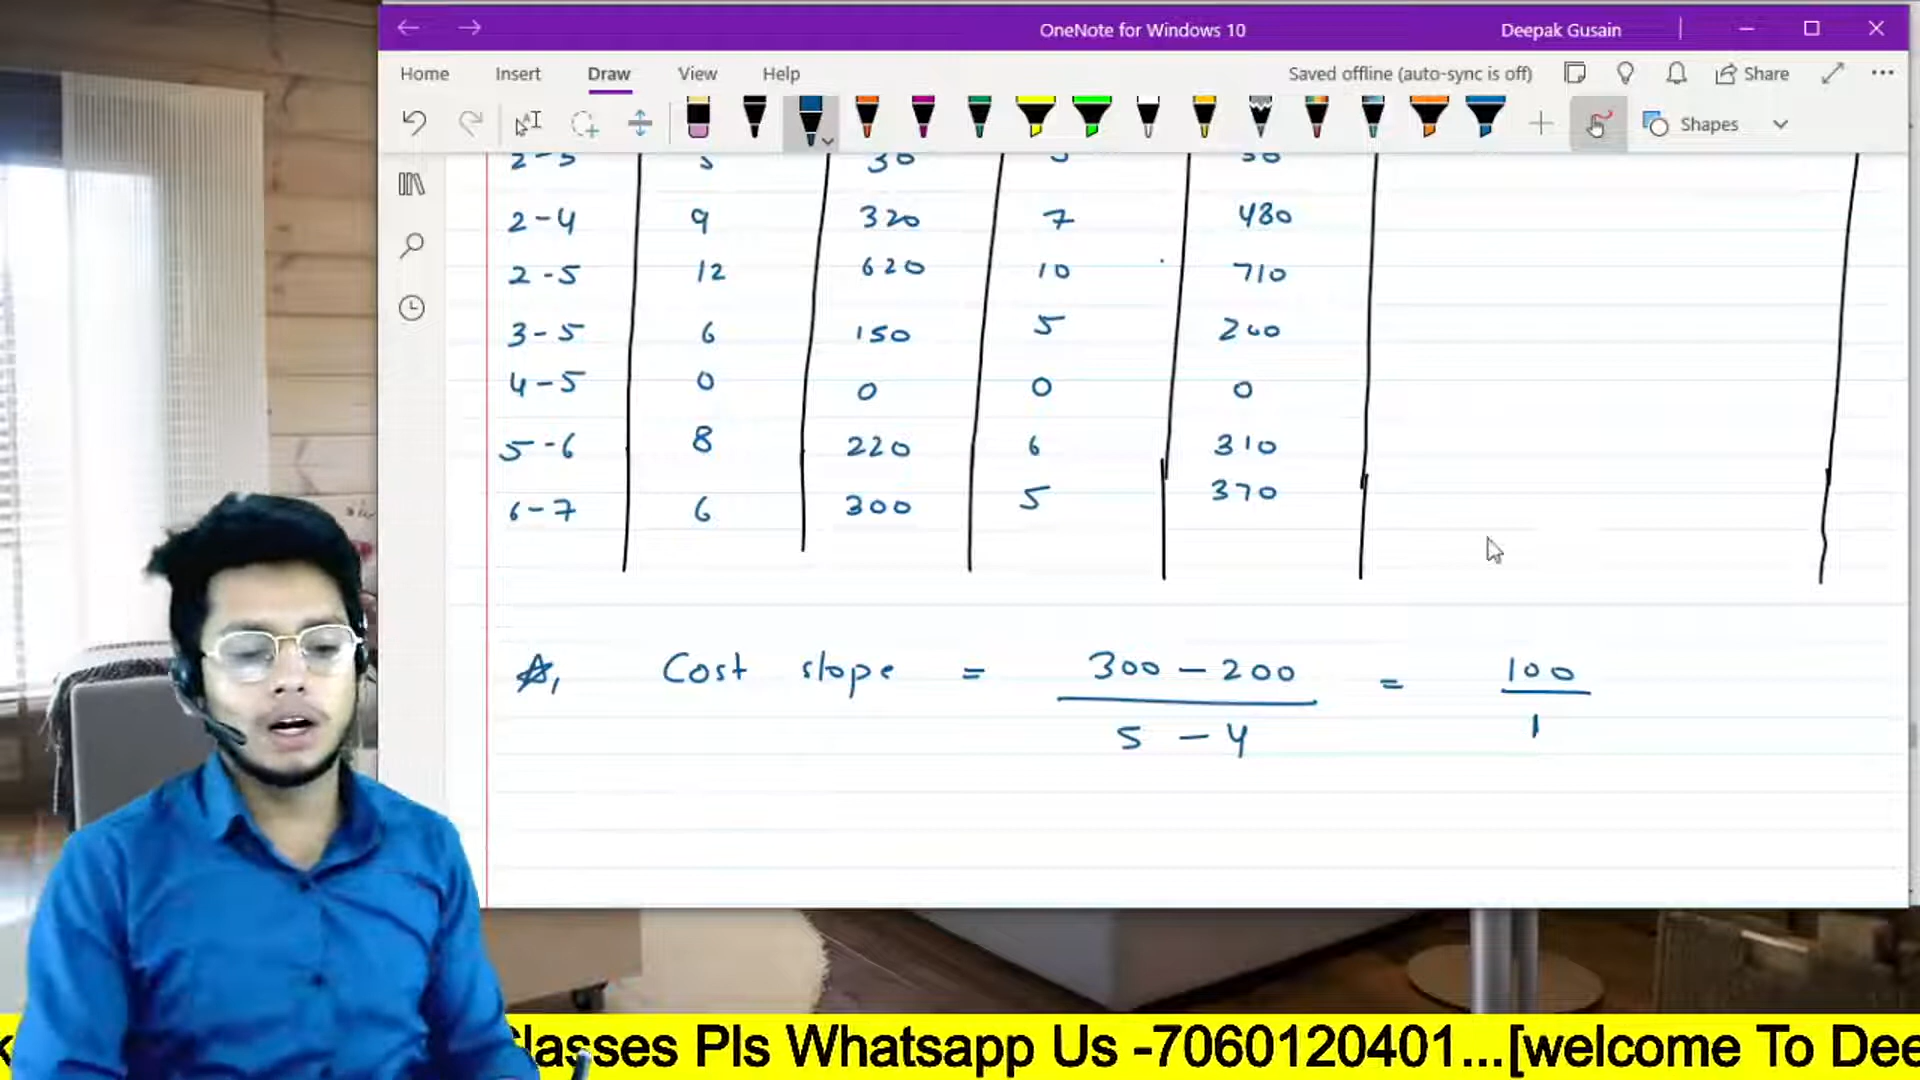 OneNote for Windows 10
Deepak Gusain
Home Insert Draw View Help
Saved offline (auto-sync is off)
Share
Shapes
30
2-4 9 320 7 480
2-5 12 620 10 710
3-5 6 150 5 200
4-5 0 0 0 0
5-6 8 220 6 310
6-7 6 300 5 370
Cost slope = 300 - 200 = 100
5 - 4 1
Classes Pls Whatsapp Us -7060120401...[welcome To Dee